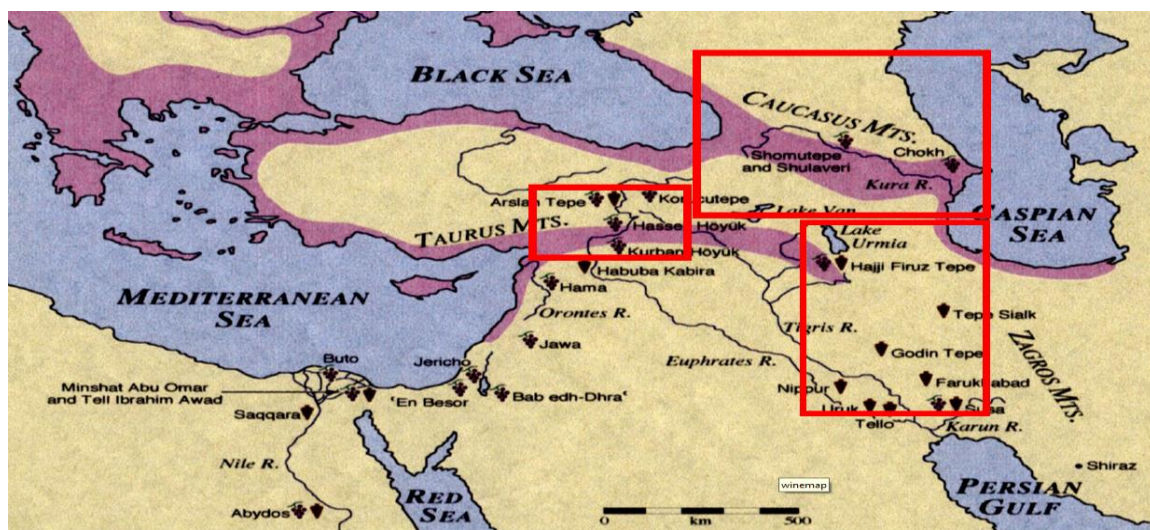 BLACK SEA
CAUCASUS MTS.
Shomutepe
and Shulaveri
Chokh
Kura R.
CASPIAN
SEA
Arslan Tepe
Korucutepe
Lake Van
TAURUS MTS.
Hassek Höyük
Kurban Höyük
Lake
Urmia
Hajji Firuz Tepe
Habuba Kabira
MEDITERRANEAN
SEA
Hama
Orontes R.
Tigris R.
Tepe Sialk
Jawa
Godin Tepe
ZAGROS MTS.
Euphrates R.
Buto
Jericho
Minshat Abu Omar
and Tell Ibrahim Awad
'En Besor
Bab edh-Dhra'
Nippur
Farukhabad
Saqqara
Uruk
Tello
Susa
Karun R.
Nile R.
Shiraz
RED
SEA
winemap
PERSIAN
GULF
Abydos
0
km
500